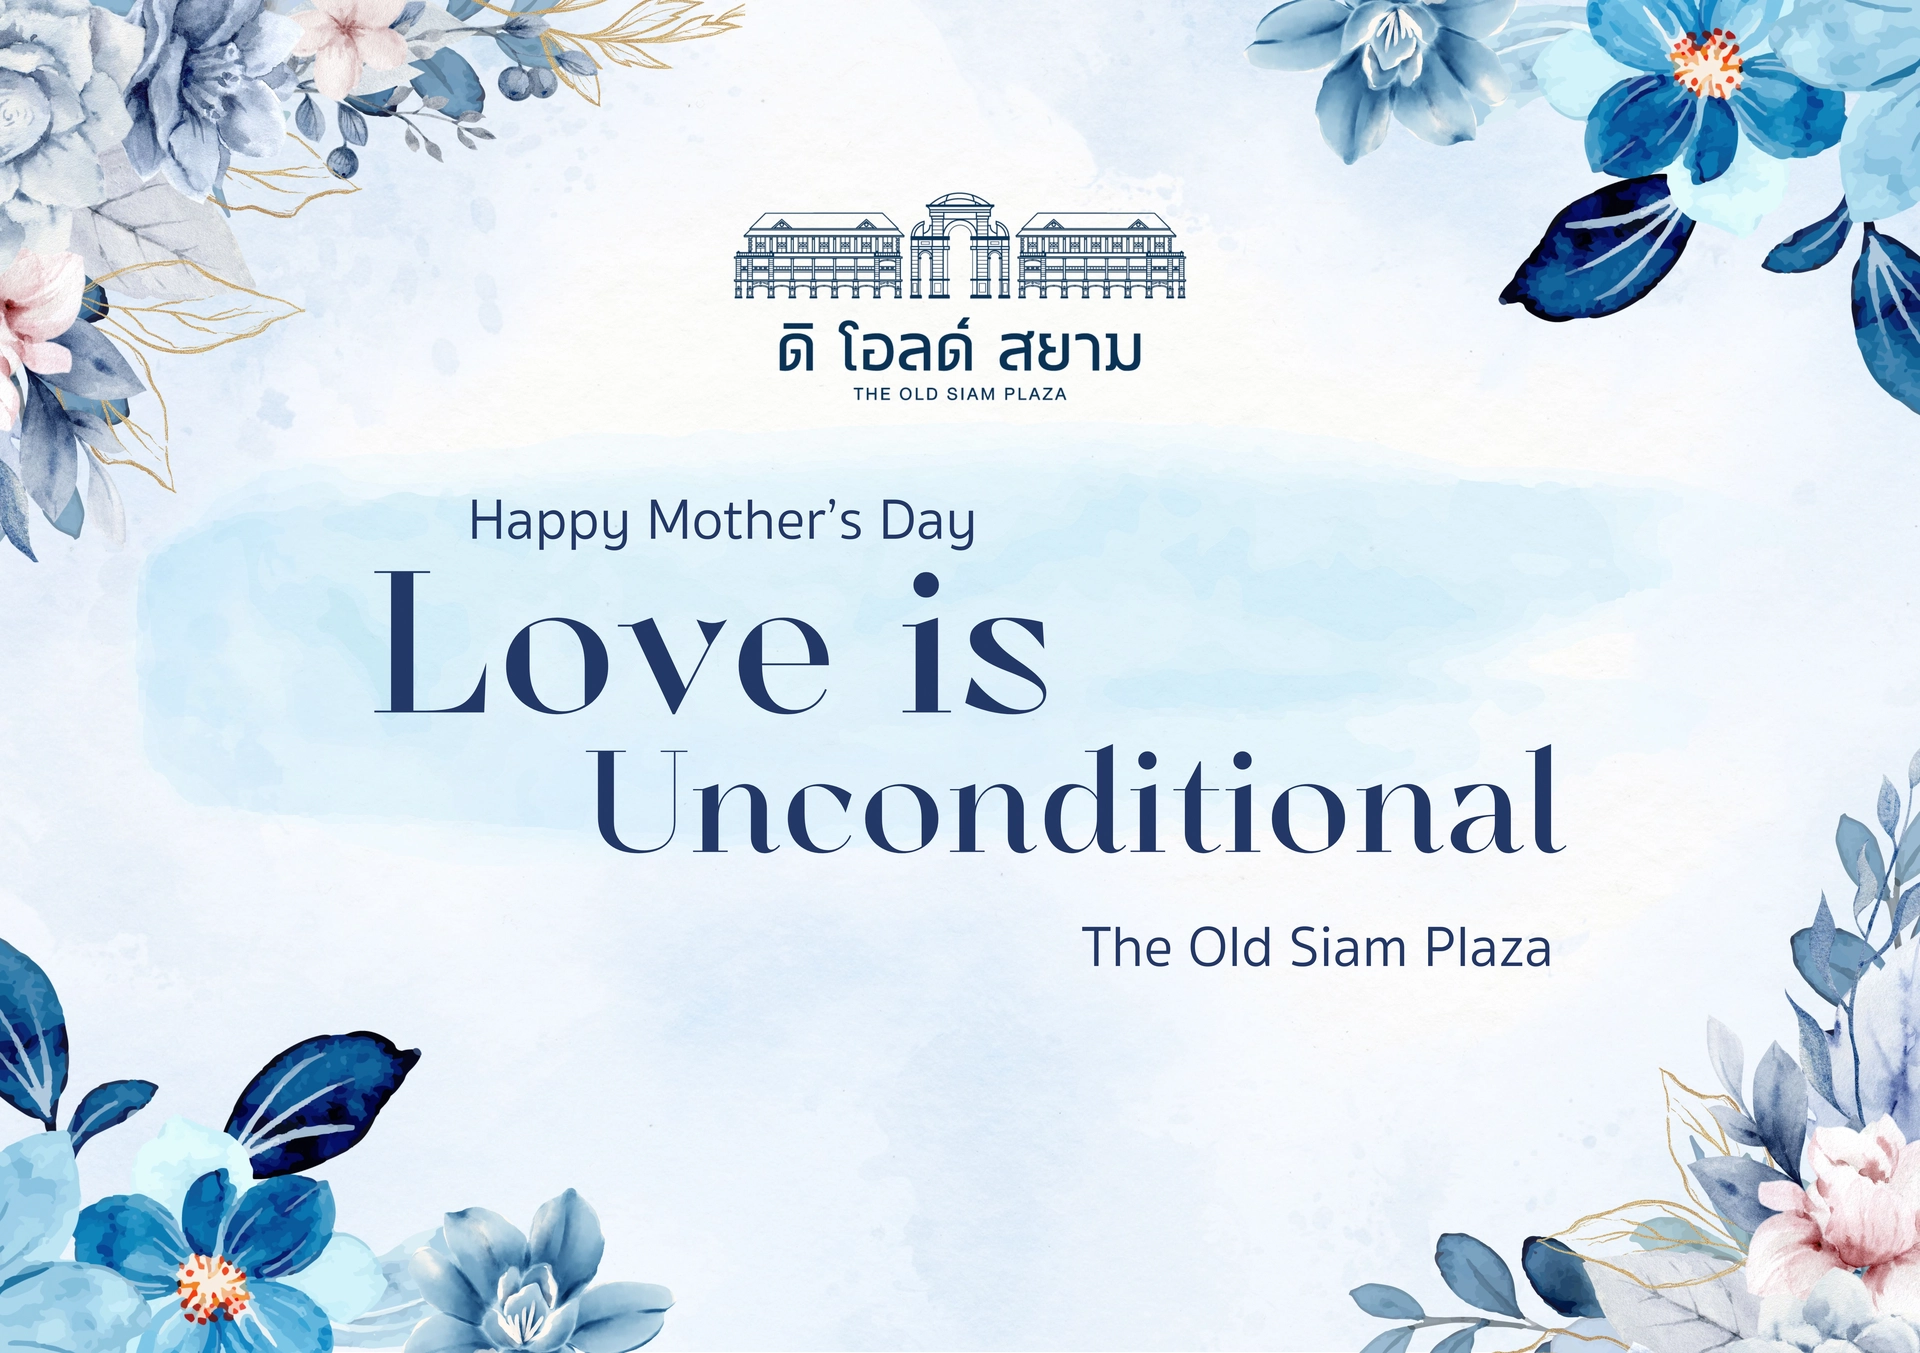 ดิ โอลด์ สยาม
THE OLD SIAM PLAZA
Happy Mother’s Day
Love is
Unconditional
The Old Siam Plaza